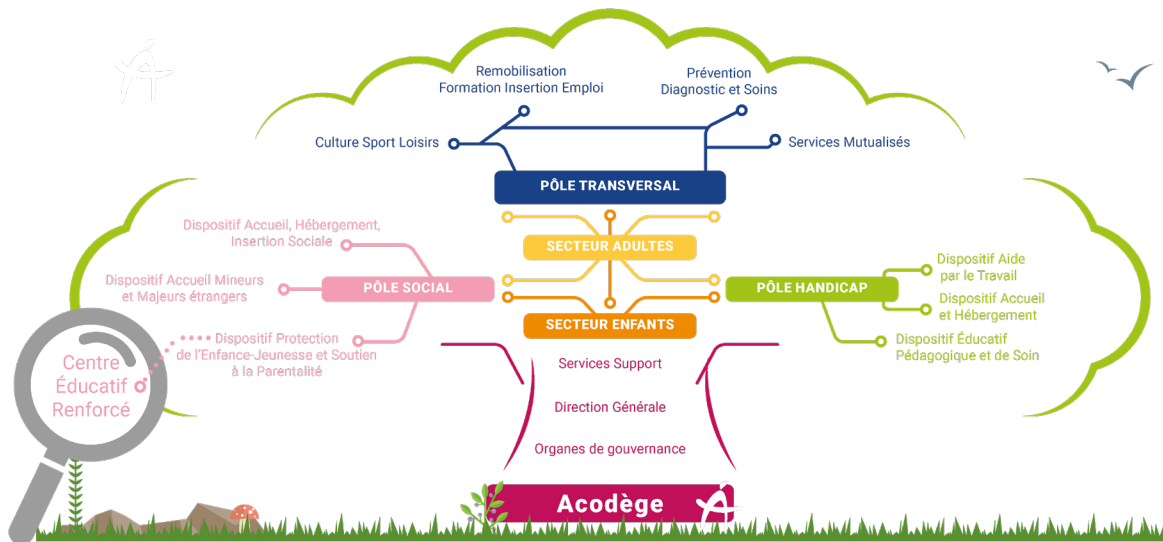 Remobilisation
Formation Insertion Emploi
Prévention
Diagnostic et Soins
Culture Sport Loisirs
Services Mutualisés
PÔLE TRANSVERSAL
Dispositif Accueil, Hébergement,
Insertion Sociale
SECTEUR ADULTES
Dispositif Accueil Mineurs
et Majeurs étrangers
PÔLE SOCIAL
PÔLE HANDICAP
Dispositif Aide
par le Travail
Dispositif Accueil
et Hébergement
SECTEUR ENFANTS
Dispositif Protection
de l'Enfance-Jeunesse et Soutien
à la Parentalité
Dispositif Éducatif
Pédagogique et de Soin
Centre
Éducatif
Renforcé
Services Support
Direction Générale
Organes de gouvernance
Acodège